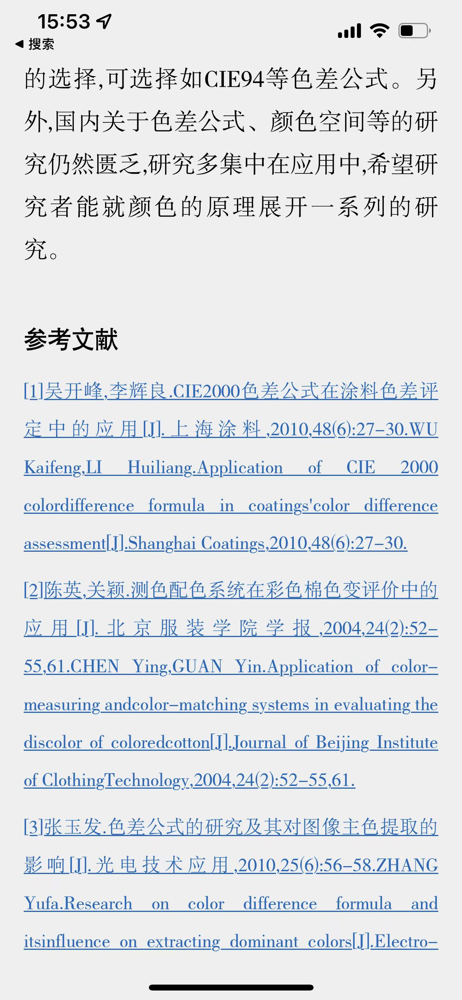 15:53
搜索
的选择,可选择如CIE94等色差公式。另
外,国内关于色差公式、颜色空间等的研
究仍然匮乏,研究多集中在应用中,希望研
究者能就颜色的原理展开一系列的研
究。
参考文献
[1]吴开峰,李辉良.CIE2000色差公式在涂料色差评
定中的应用[J].上海涂料,2010,48(6):27-30.WU
Kaifeng,LI Huiliang.Application of CIE 2000
colordifference formula in coatings'color difference
assessment[J].Shanghai Coatings,2010,48(6):27-30.
[2]陈英,关颖.测色配色系统在彩色棉色变评价中的
应用[J].北京服装学院学报,2004,24(2):52-
55,61.CHEN Ying,GUAN Yin.Application of color-
measuring andcolor-matching systems in evaluating the
discolor of coloredcotton[J].Journal of Beijing Institute
of ClothingTechnology,2004,24(2):52-55,61.
[3]张玉发.色差公式的研究及其对图像主色提取的
影响[J].光电技术应用,2010,25(6):56-58.ZHANG
Yufa.Research on color difference formula and
itsinfluence on extracting dominant colors[J].Electro-